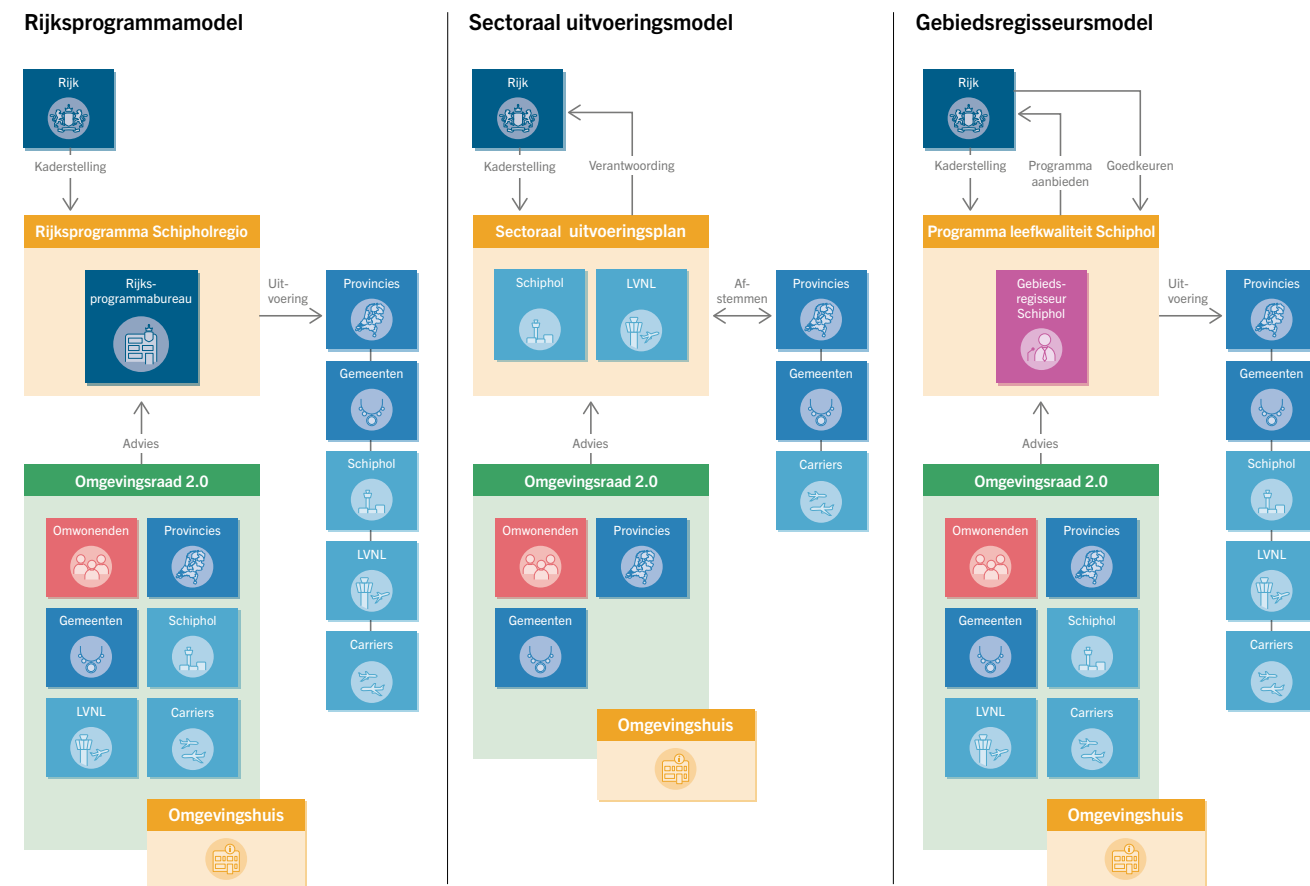 Rijksprogrammamodel
Rijk
Kaderstelling
Rijksprogramma Schipholregio
Rijks-
programmabureau
Uit-
voering
Provincies
Gemeenten
Schiphol
LVNL
Carriers
Advies
Omgevingsraad 2.0
Omwonenden
Provincies
Gemeenten
Schiphol
LVNL
Carriers
Omgevingshuis
Sectoraal uitvoeringsmodel
Rijk
Kaderstelling
Verantwoording
Sectoraal uitvoeringsplan
Schiphol
LVNL
Af-
stemmen
Provincies
Gemeenten
Carriers
Advies
Omgevingsraad 2.0
Omwonenden
Provincies
Gemeenten
Omgevingshuis
Gebiedsregisseursmodel
Rijk
Kaderstelling
Programma
aanbieden
Goedkeuren
Programma leefkwaliteit Schiphol
Gebieds-
regisseur
Schiphol
Uit-
voering
Provincies
Gemeenten
Schiphol
LVNL
Carriers
Advies
Omgevingsraad 2.0
Omwonenden
Provincies
Gemeenten
Schiphol
LVNL
Carriers
Omgevingshuis